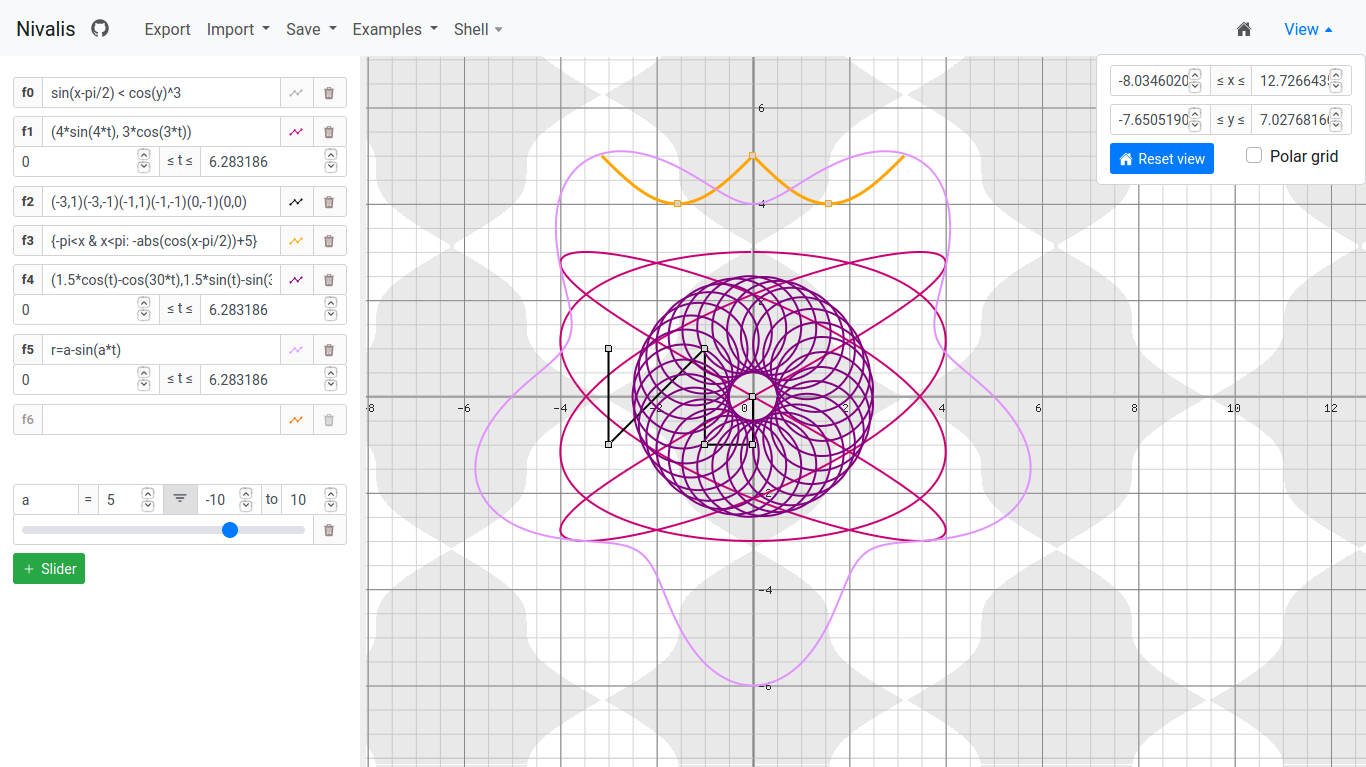 Nivalis Export Import Save Examples Shell View
f0 sin(x-pi/2) < cos(y)^3
f1 (4*sin(4*t), 3*cos(3*t))
0 ≤ t ≤ 6.283186
f2 (-3,1)(-3,-1)(-1,1)(-1,-1)(0,-1)(0,0)
f3 {-pi<x & x<pi: -abs(cos(x-pi/2))+5}
f4 (1.5*cos(t)-cos(30*t),1.5*sin(t)-sin(3
0 ≤ t ≤ 6.283186
f5 r=a-sin(a*t)
0 ≤ t ≤ 6.283186
f6
a = 5 -10 to 10
+ Slider
-8.0346020 ≤ x ≤ 12.7266435
-7.6505190 ≤ y ≤ 7.0276816
Reset view Polar grid
6
4
2
-8 -6 -4 -2 0 2 4 6 8 10 12
-2
-4
-6